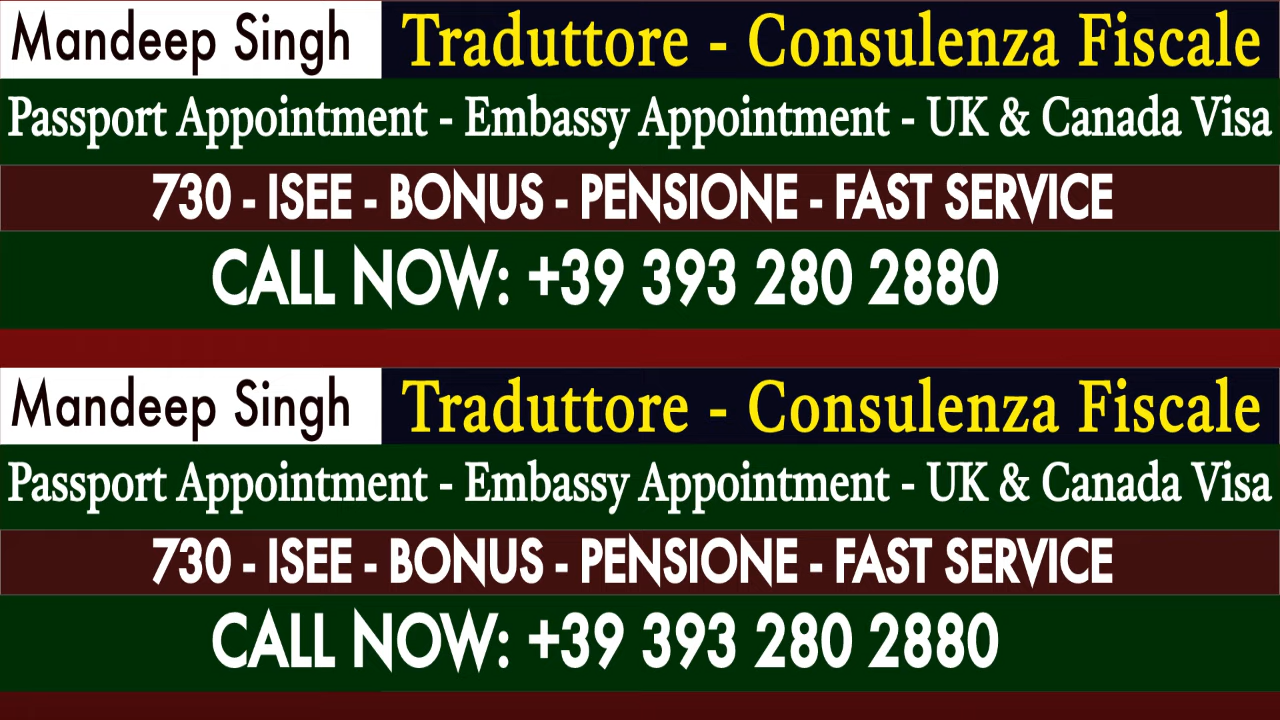 Mandeep Singh Traduttore - Consulenza Fiscale
Passport Appointment - Embassy Appointment - UK & Canada Visa
730 - ISEE - BONUS - PENSIONE - FAST SERVICE
CALL NOW: +39 393 280 2880
Mandeep Singh Traduttore - Consulenza Fiscale
Passport Appointment - Embassy Appointment - UK & Canada Visa
730 - ISEE - BONUS - PENSIONE - FAST SERVICE
CALL NOW: +39 393 280 2880